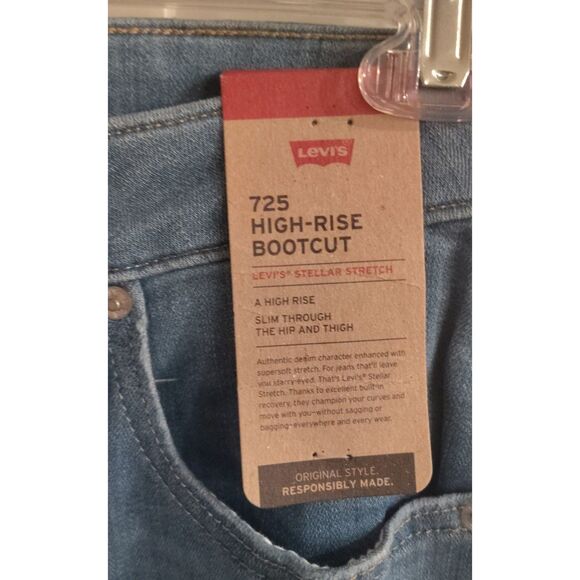 Levi's
725
HIGH-RISE
BOOTCUT
LEVI'S® STELLAR STRETCH
A HIGH RISE
SLIM THROUGH
THE HIP AND THIGH
Authentic denim character enhanced with
supersoft stretch. For jeans that'll leave
you starry-eyed. That's Levi's® Stellar
Stretch. Thanks to excellent built-in
recovery, they champion your curves and
move with you—without sagging or
bagging—everywhere and every wear.
ORIGINAL STYLE.
RESPONSIBLY MADE.